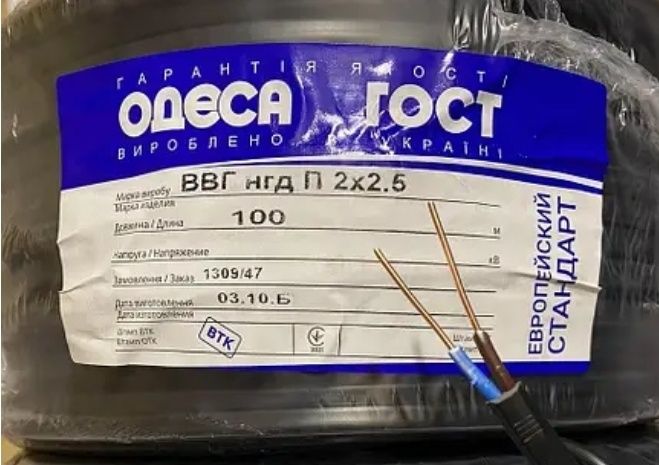 ГАРАНТІЯ ЯКОСТІ
ОДЕСА ГОСТ
ВИРОБЛЕНО В УКРАЇНІ
Марка виробу ВВГ нгд П 2х2.5
Марка изделия
Довжина / Длина 100 м
Напруга / Напряжение кВ
Замовлення / Заказ 1309/47
Дата виготовлення 03.10.Б
Дата изготовления
Штамп ВТК ВТК
Штамп ОТК
ЕВРОПЕЙСКИЙ
СТАНДАРТ